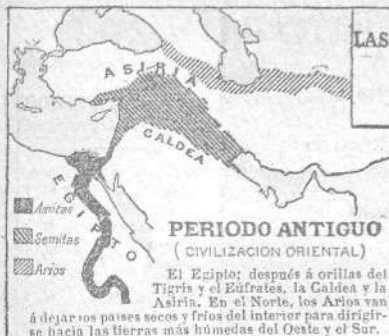 LAS
ASIRIA
CALDEA
EGIPTO
Amitas
Semitas
Arios
PERIODO ANTIGUO
(CIVILIZACION ORIENTAL)
El Egipto; después á orillas del
Tigris y el Eúfrates, la Caldea y la
Asiria. En el Norte, los Arios van
á dejar los paises secos y fríos del interior para dirigir-
se hacia las tierras más húmedas del Oeste y el Sur.